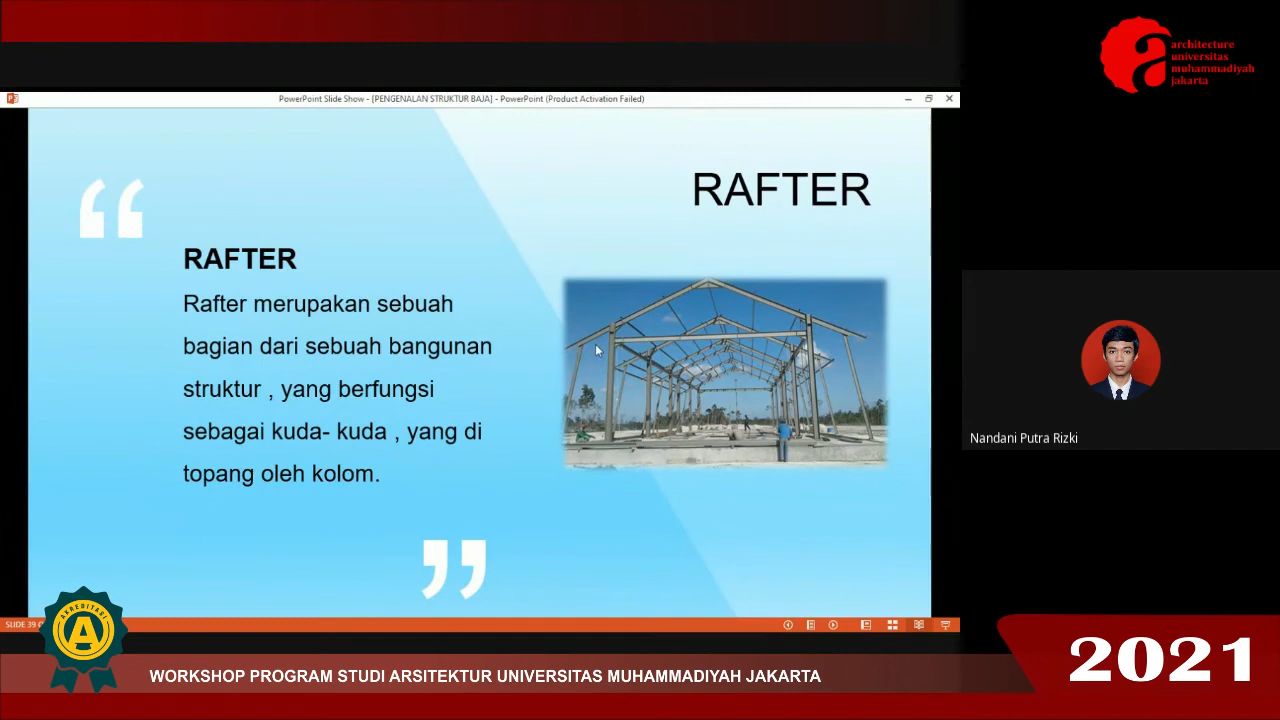 architecture
universitas
muhammadiyah
jakarta
PowerPoint Slide Show - [PENGENALAN STRUKTUR BAJA] - PowerPoint (Product Activation Failed)
RAFTER
“
RAFTER
Rafter merupakan sebuah
bagian dari sebuah bangunan
struktur , yang berfungsi
sebagai kuda- kuda , yang di
topang oleh kolom.
”
Nandani Putra Rizki
SLIDE 39
AKREDITASI
A
2021
WORKSHOP PROGRAM STUDI ARSITEKTUR UNIVERSITAS MUHAMMADIYAH JAKARTA